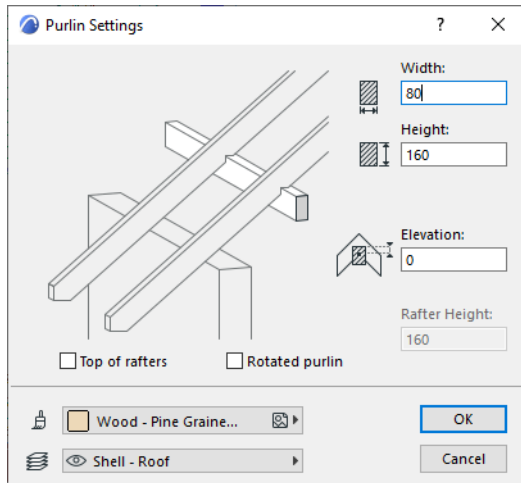 Purlin Settings
?
Width:
80
Height:
160
Elevation:
0
Rafter Height:
160
Top of rafters
Rotated purlin
Wood - Pine Graine...
OK
Shell - Roof
Cancel